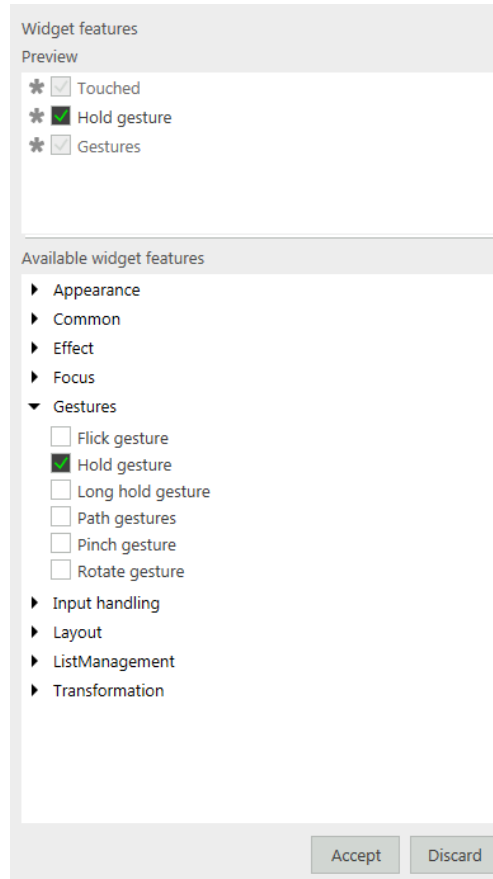 Widget features
Preview
Touched
Hold gesture
Gestures
Available widget features
Appearance
Common
Effect
Focus
Gestures
Flick gesture
Hold gesture
Long hold gesture
Path gestures
Pinch gesture
Rotate gesture
Input handling
Layout
ListManagement
Transformation
Accept Discard